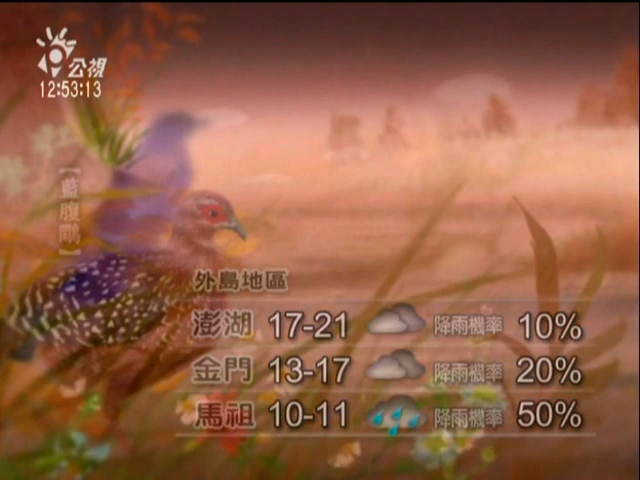 公視
12:53:13
【藍腹鷴】
外島地區
澎湖 17-21 降雨機率 10%
金門 13-17 降雨機率 20%
馬祖 10-11 降雨機率 50%